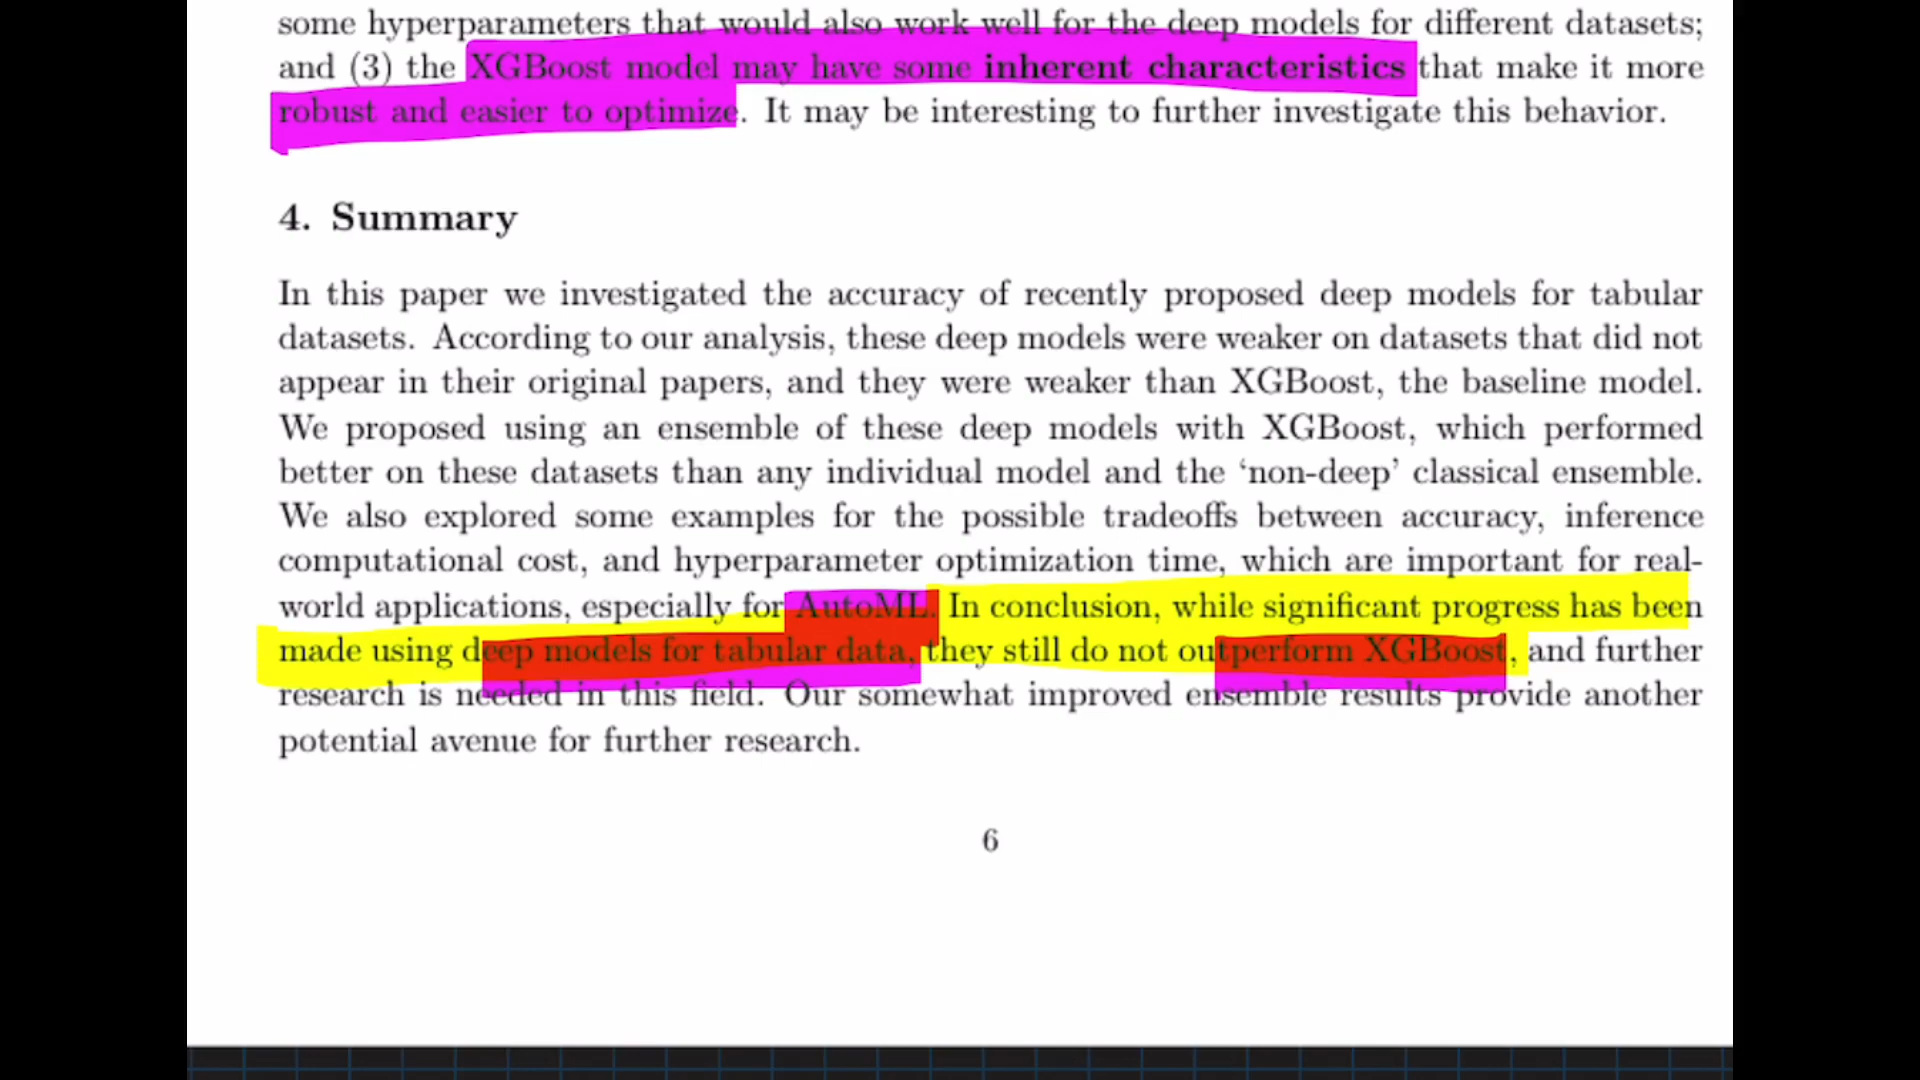 some hyperparameters that would also work well for the deep models for different datasets;
and (3) the XGBoost model may have some inherent characteristics that make it more
robust and easier to optimize. It may be interesting to further investigate this behavior.
4. Summary
In this paper we investigated the accuracy of recently proposed deep models for tabular
datasets. According to our analysis, these deep models were weaker on datasets that did not
appear in their original papers, and they were weaker than XGBoost, the baseline model.
We proposed using an ensemble of these deep models with XGBoost, which performed
better on these datasets than any individual model and the ‘non-deep’ classical ensemble.
We also explored some examples for the possible tradeoffs between accuracy, inference
computational cost, and hyperparameter optimization time, which are important for real-
world applications, especially for AutoML. In conclusion, while significant progress has been
made using deep models for tabular data, they still do not outperform XGBoost, and further
research is needed in this field. Our somewhat improved ensemble results provide another
potential avenue for further research.
6